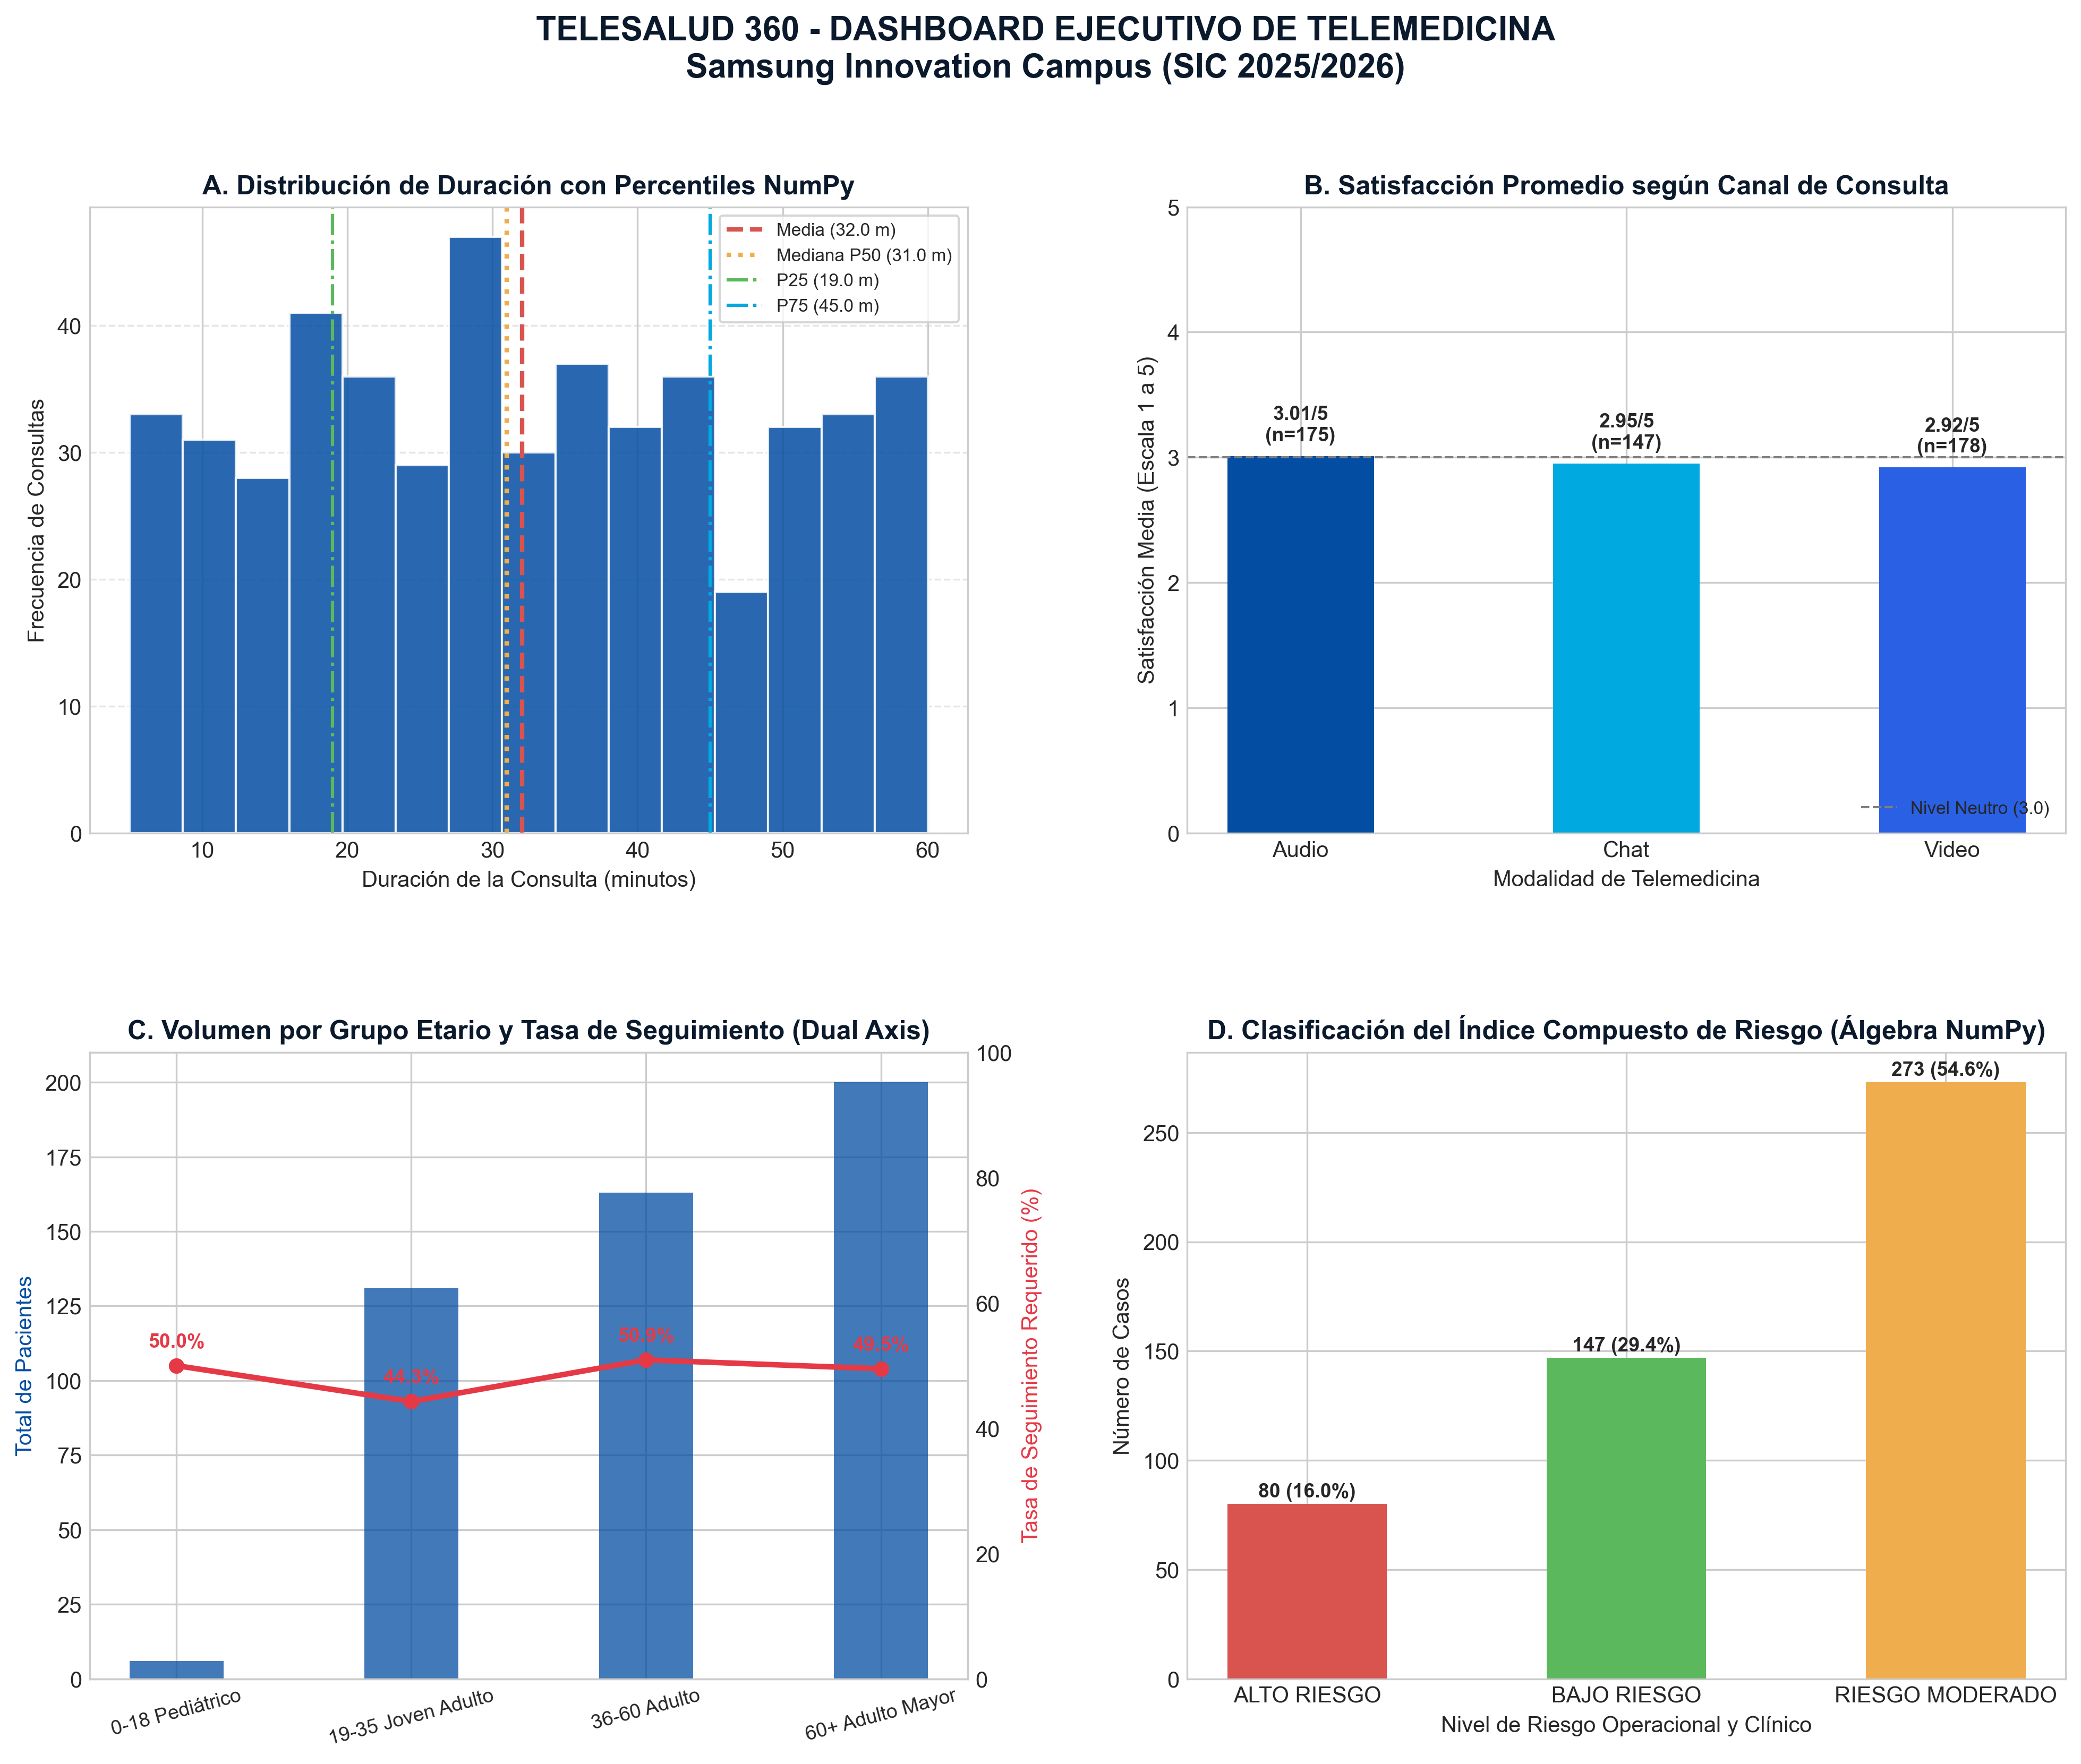 TELESALUD 360 - DASHBOARD EJECUTIVO DE TELEMEDICINA
Samsung Innovation Campus (SIC 2025/2026)
A. Distribución de Duración con Percentiles NumPy
Frecuencia de Consultas
40
30
20
10
0
Media (32.0 m)
Mediana P50 (31.0 m)
P25 (19.0 m)
P75 (45.0 m)
10 20 30 40 50 60
Duración de la Consulta (minutos)
B. Satisfacción Promedio según Canal de Consulta
Satisfacción Media (Escala 1 a 5)
5
4
3
2
1
0
3.01/5
(n=175)
2.95/5
(n=147)
2.92/5
(n=178)
Nivel Neutro (3.0)
Audio Chat Video
Modalidad de Telemedicina
C. Volumen por Grupo Etario y Tasa de Seguimiento (Dual Axis)
Total de Pacientes
200
175
150
125
100
75
50
25
0
50.0%
44.3%
50.9%
49.5%
100
80
60
40
20
0
Tasa de Seguimiento Requerido (%)
0-18 Pediátrico
19-35 Joven Adulto
36-60 Adulto
60+ Adulto Mayor
D. Clasificación del Índice Compuesto de Riesgo (Álgebra NumPy)
Número de Casos
250
200
150
100
50
0
80 (16.0%)
147 (29.4%)
273 (54.6%)
ALTO RIESGO BAJO RIESGO RIESGO MODERADO
Nivel de Riesgo Operacional y Clínico